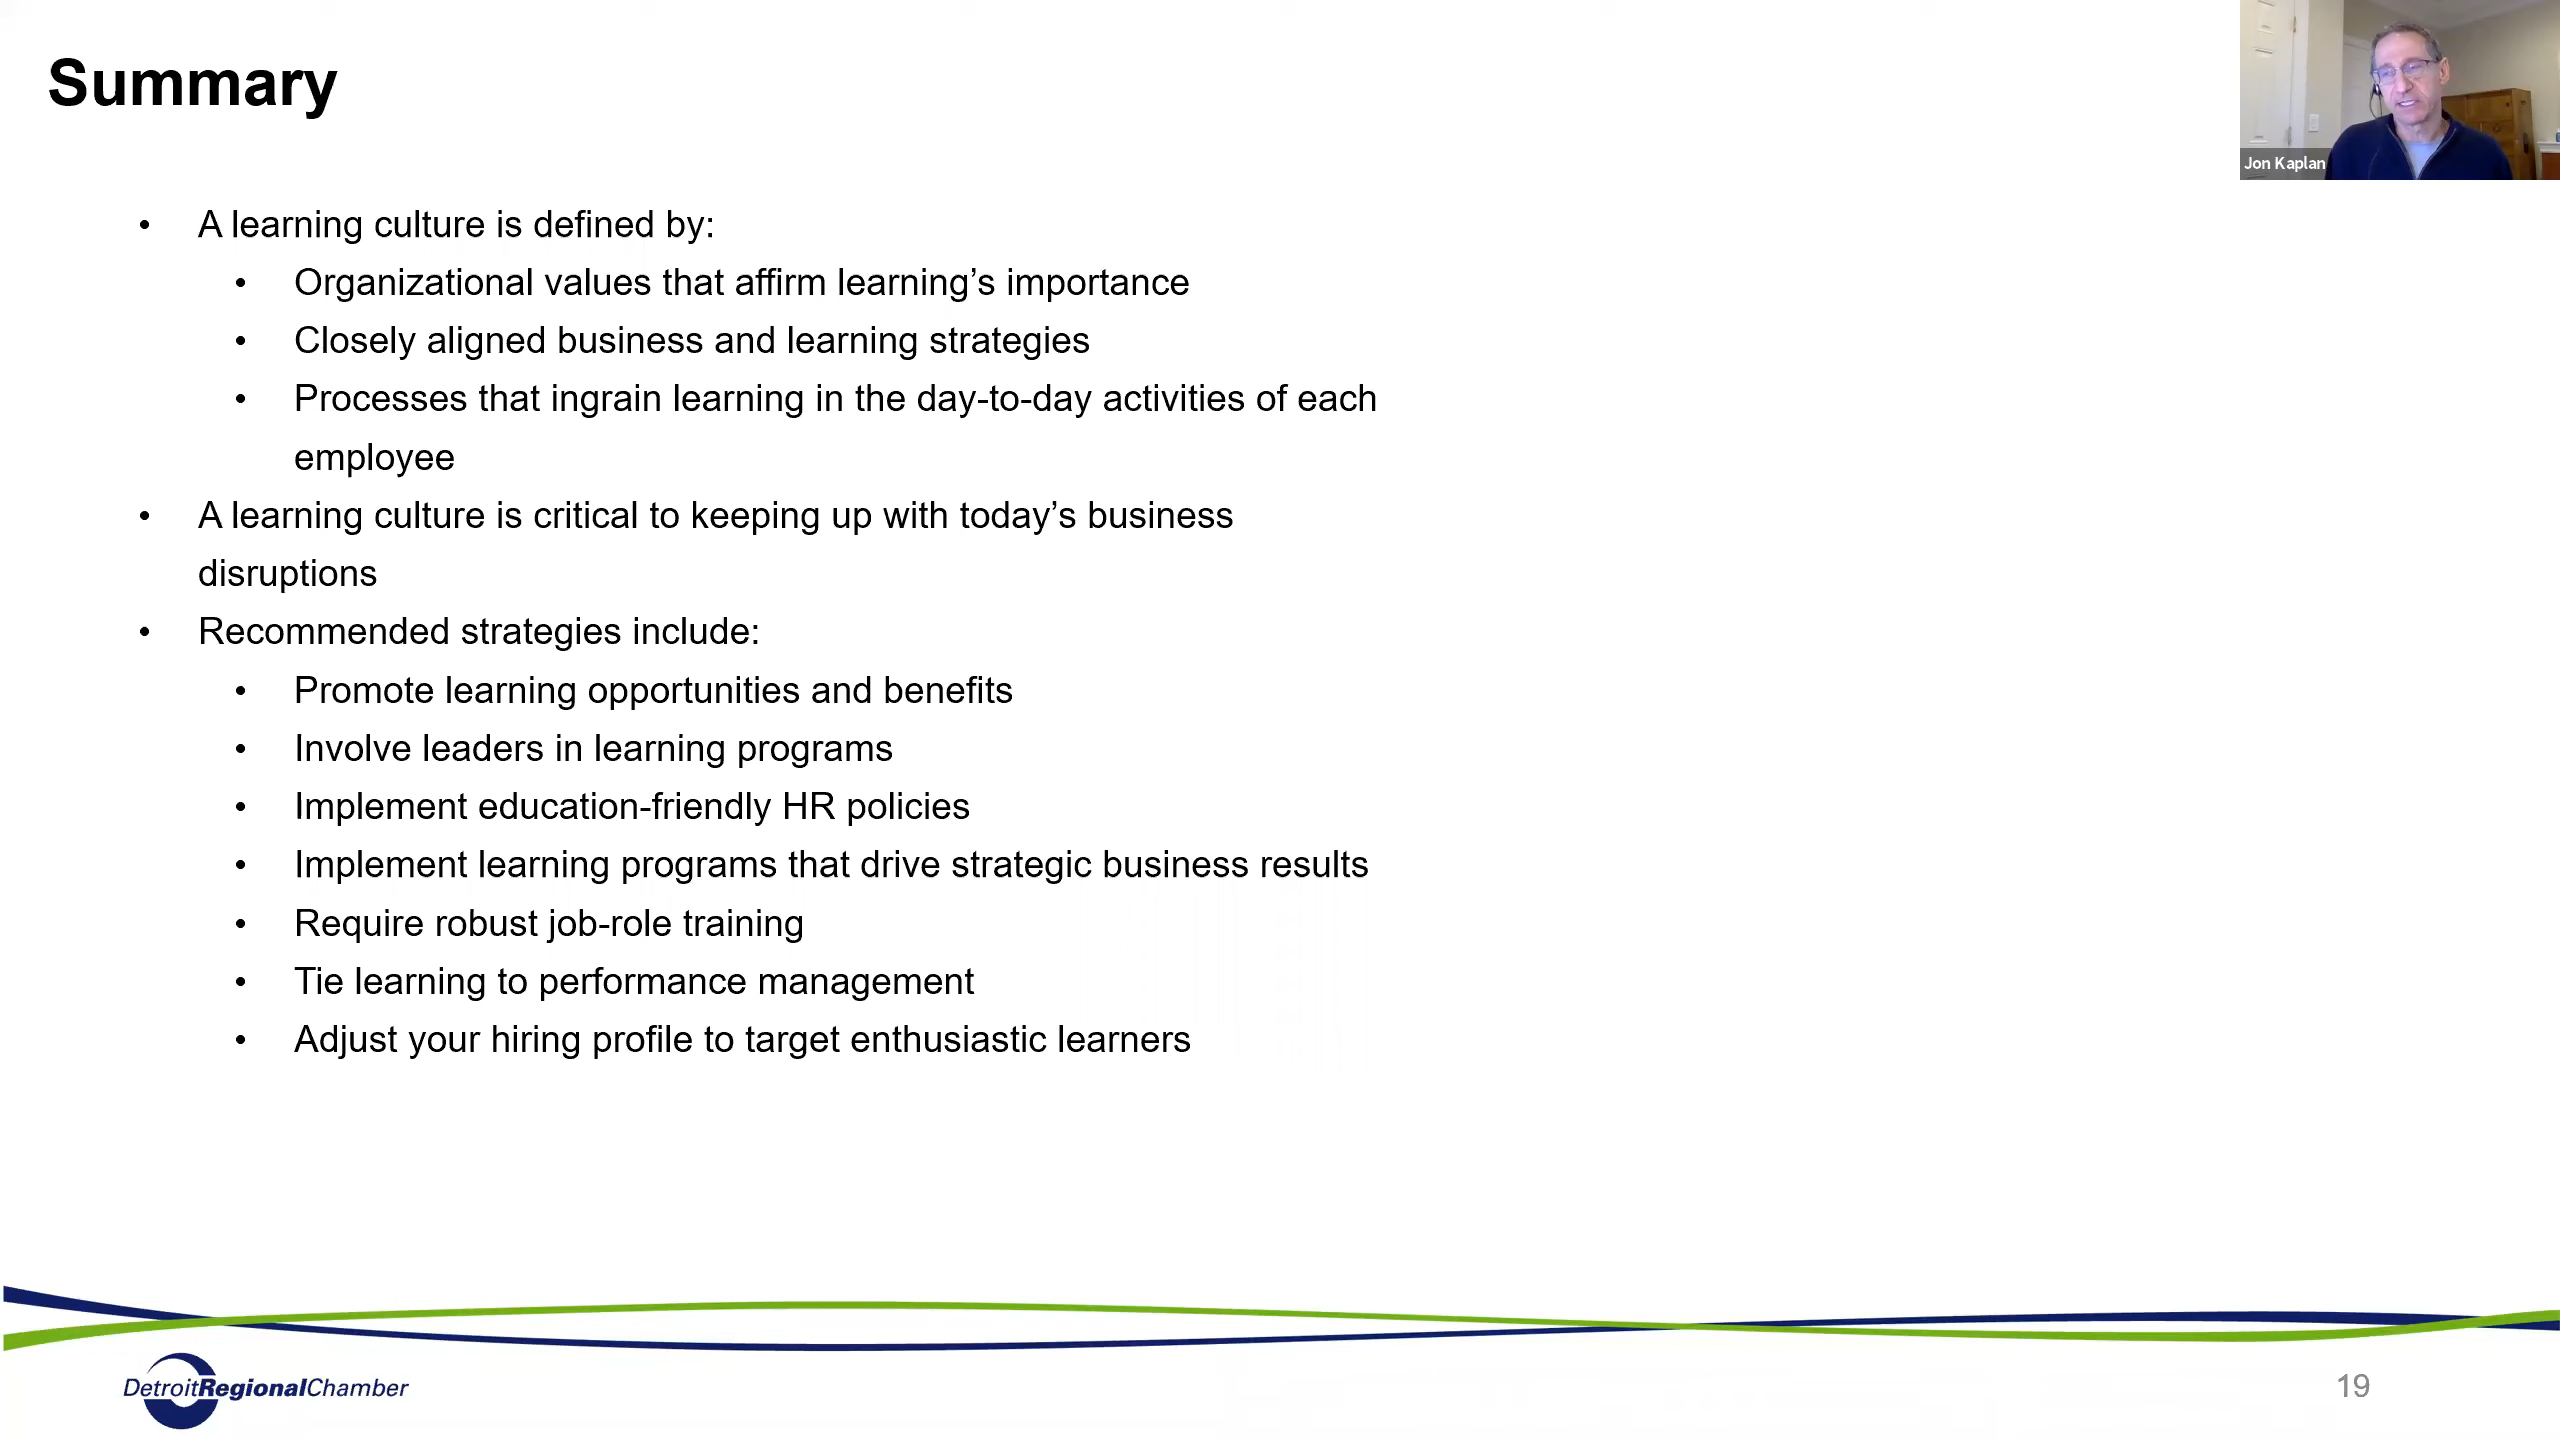 Summary
Jon Kaplan
• A learning culture is defined by:
• Organizational values that affirm learning’s importance
• Closely aligned business and learning strategies
• Processes that ingrain learning in the day-to-day activities of each
employee
• A learning culture is critical to keeping up with today’s business
disruptions
• Recommended strategies include:
• Promote learning opportunities and benefits
• Involve leaders in learning programs
• Implement education-friendly HR policies
• Implement learning programs that drive strategic business results
• Require robust job-role training
• Tie learning to performance management
• Adjust your hiring profile to target enthusiastic learners
DetroitRegionalChamber
19